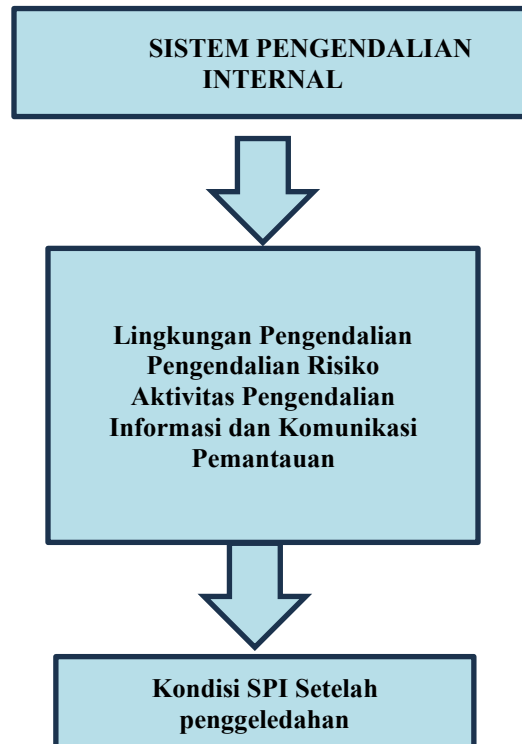 SISTEM PENGENDALIAN
INTERNAL
Lingkungan Pengendalian
Pengendalian Risiko
Aktivitas Pengendalian
Informasi dan Komunikasi
Pemantauan
Kondisi SPI Setelah
penggeledahan